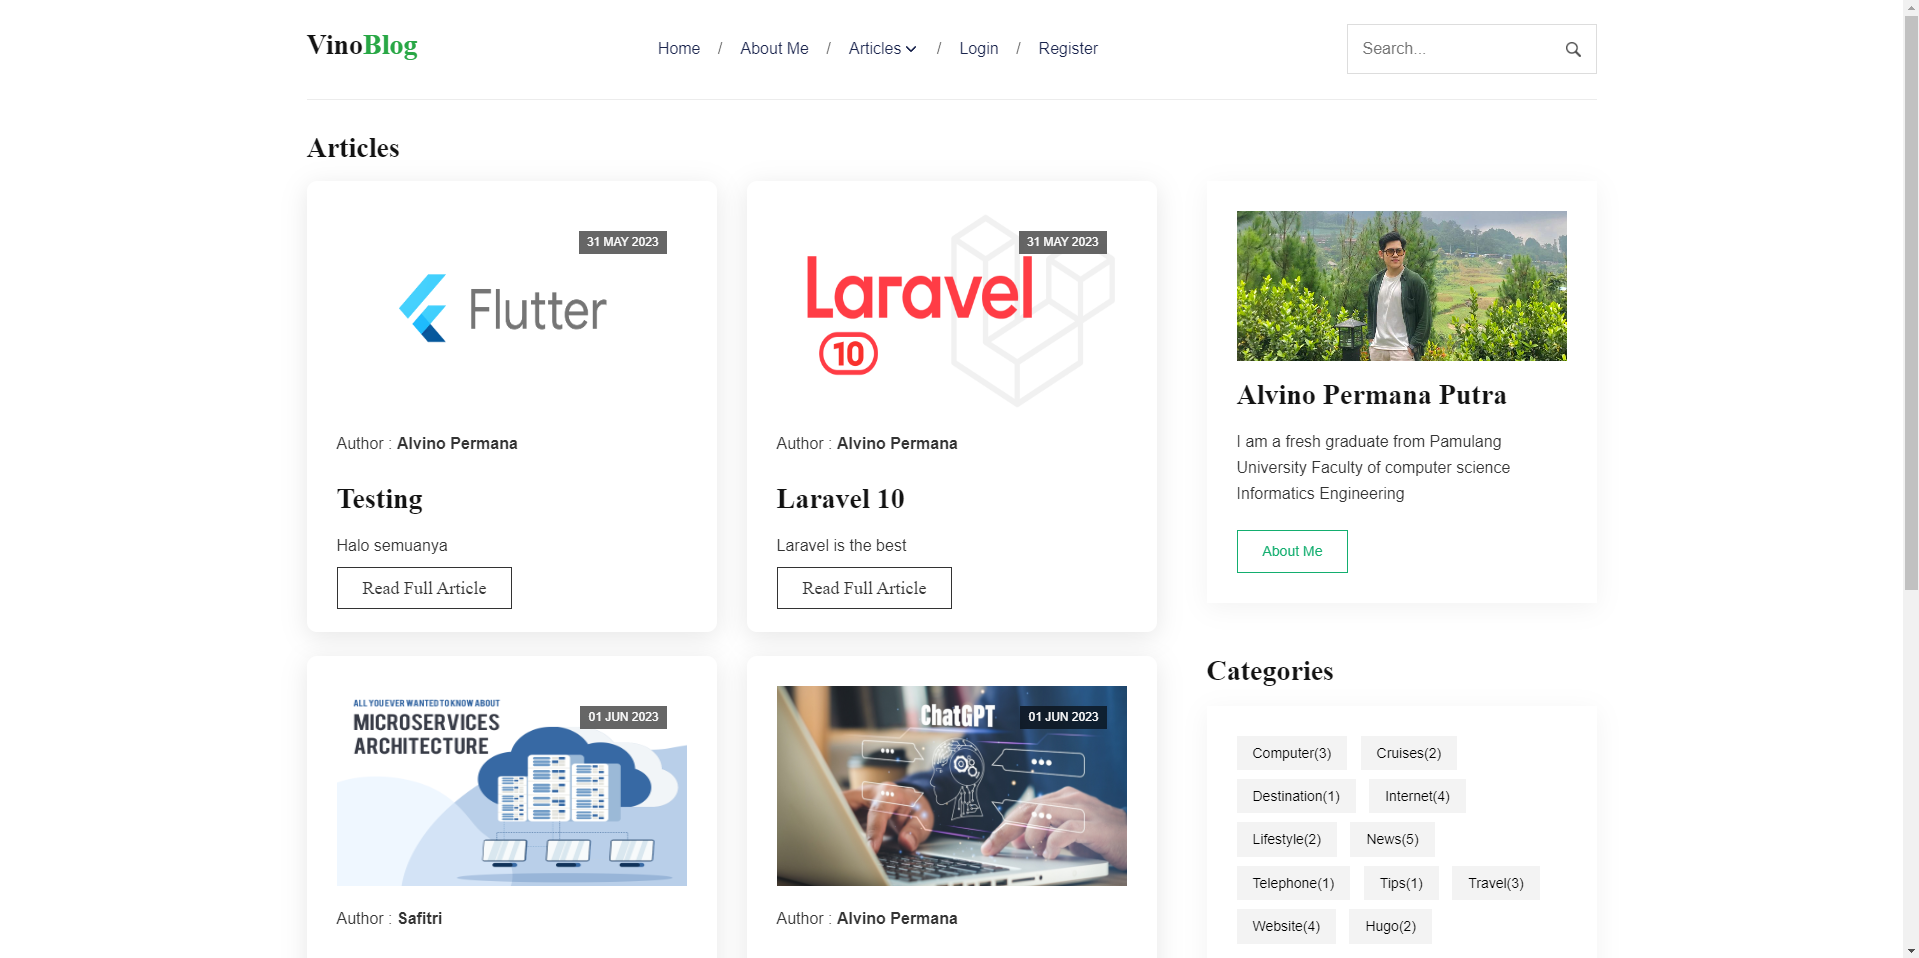 VinoBlog
Home / About Me / Articles / Login / Register
Search...
Articles
31 MAY 2023
Flutter
Author : Alvino Permana
Testing
Halo semuanya
Read Full Article
31 MAY 2023
Laravel
10
Author : Alvino Permana
Laravel 10
Laravel is the best
Read Full Article
ALL YOU EVER WANTED TO KNOW ABOUT
MICROSERVICES
ARCHITECTURE
01 JUN 2023
Author : Safitri
ChatGPT
01 JUN 2023
Author : Alvino Permana
Alvino Permana Putra
I am a fresh graduate from Pamulang
University Faculty of computer science
Informatics Engineering
About Me
Categories
Computer(3) Cruises(2)
Destination(1) Internet(4)
Lifestyle(2) News(5)
Telephone(1) Tips(1) Travel(3)
Website(4) Hugo(2)